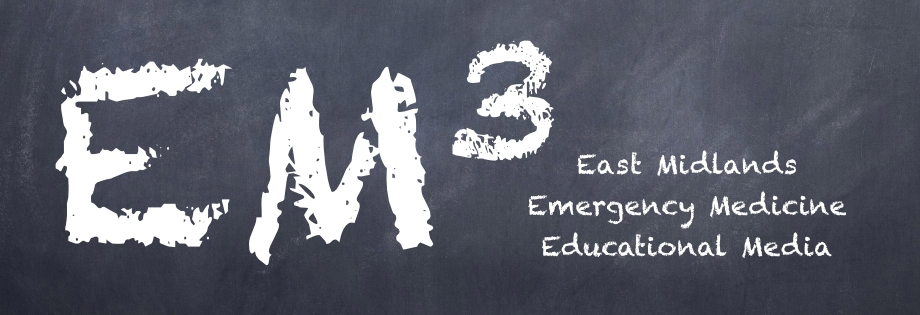 EM³
East Midlands
Emergency Medicine
Educational Media